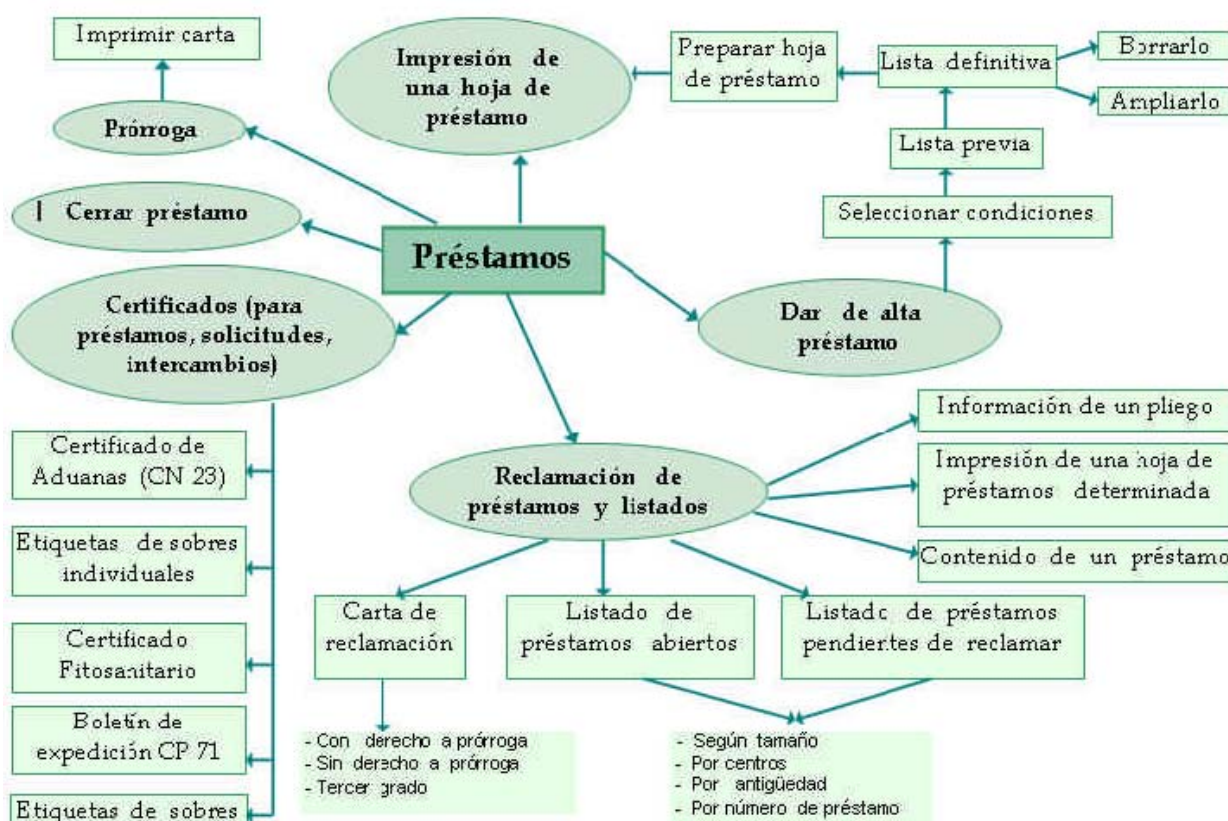 Imprimir carta
Prórroga
Impresión de
una hoja de
préstamo
Preparar hoja
de préstamo
Lista definitiva
Borrarlo
Ampliarlo
Lista previa
Seleccionar condiciones
Dar de alta
préstamo
Cerrar préstamo
Préstamos
Certificados (para
préstamos, solicitudes,
intercambios)
Certificado de
Aduanas (CN 23)
Etiquetas de sobres
individuales
Certificado
Fitosanitario
Boletín de
expedición CP 71
Etiquetas de sobres
Reclamación de
préstamos y listados
Información de un pliego
Impresión de una hoja de
préstamos determinada
Contenido de un préstamo
Carta de
reclamación
Listado de
préstamos abiertos
Listado de préstamos
pendientes de reclamar
- Con derecho a prórroga
- Sin derecho a prórroga
- Tercer grado
- Según tamaño
- Por centros
- Por antigüedad
- Por número de préstamo